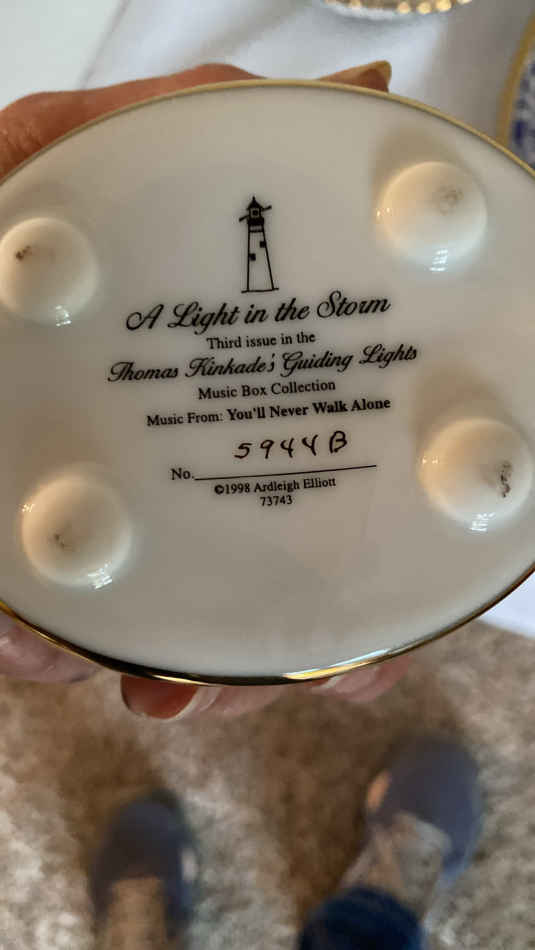 A Light in the Storm
Third issue in the
Thomas Kinkade's Guiding Lights
Music Box Collection
Music From: You'll Never Walk Alone
5944B
No.
©1998 Ardleigh Elliott
73743